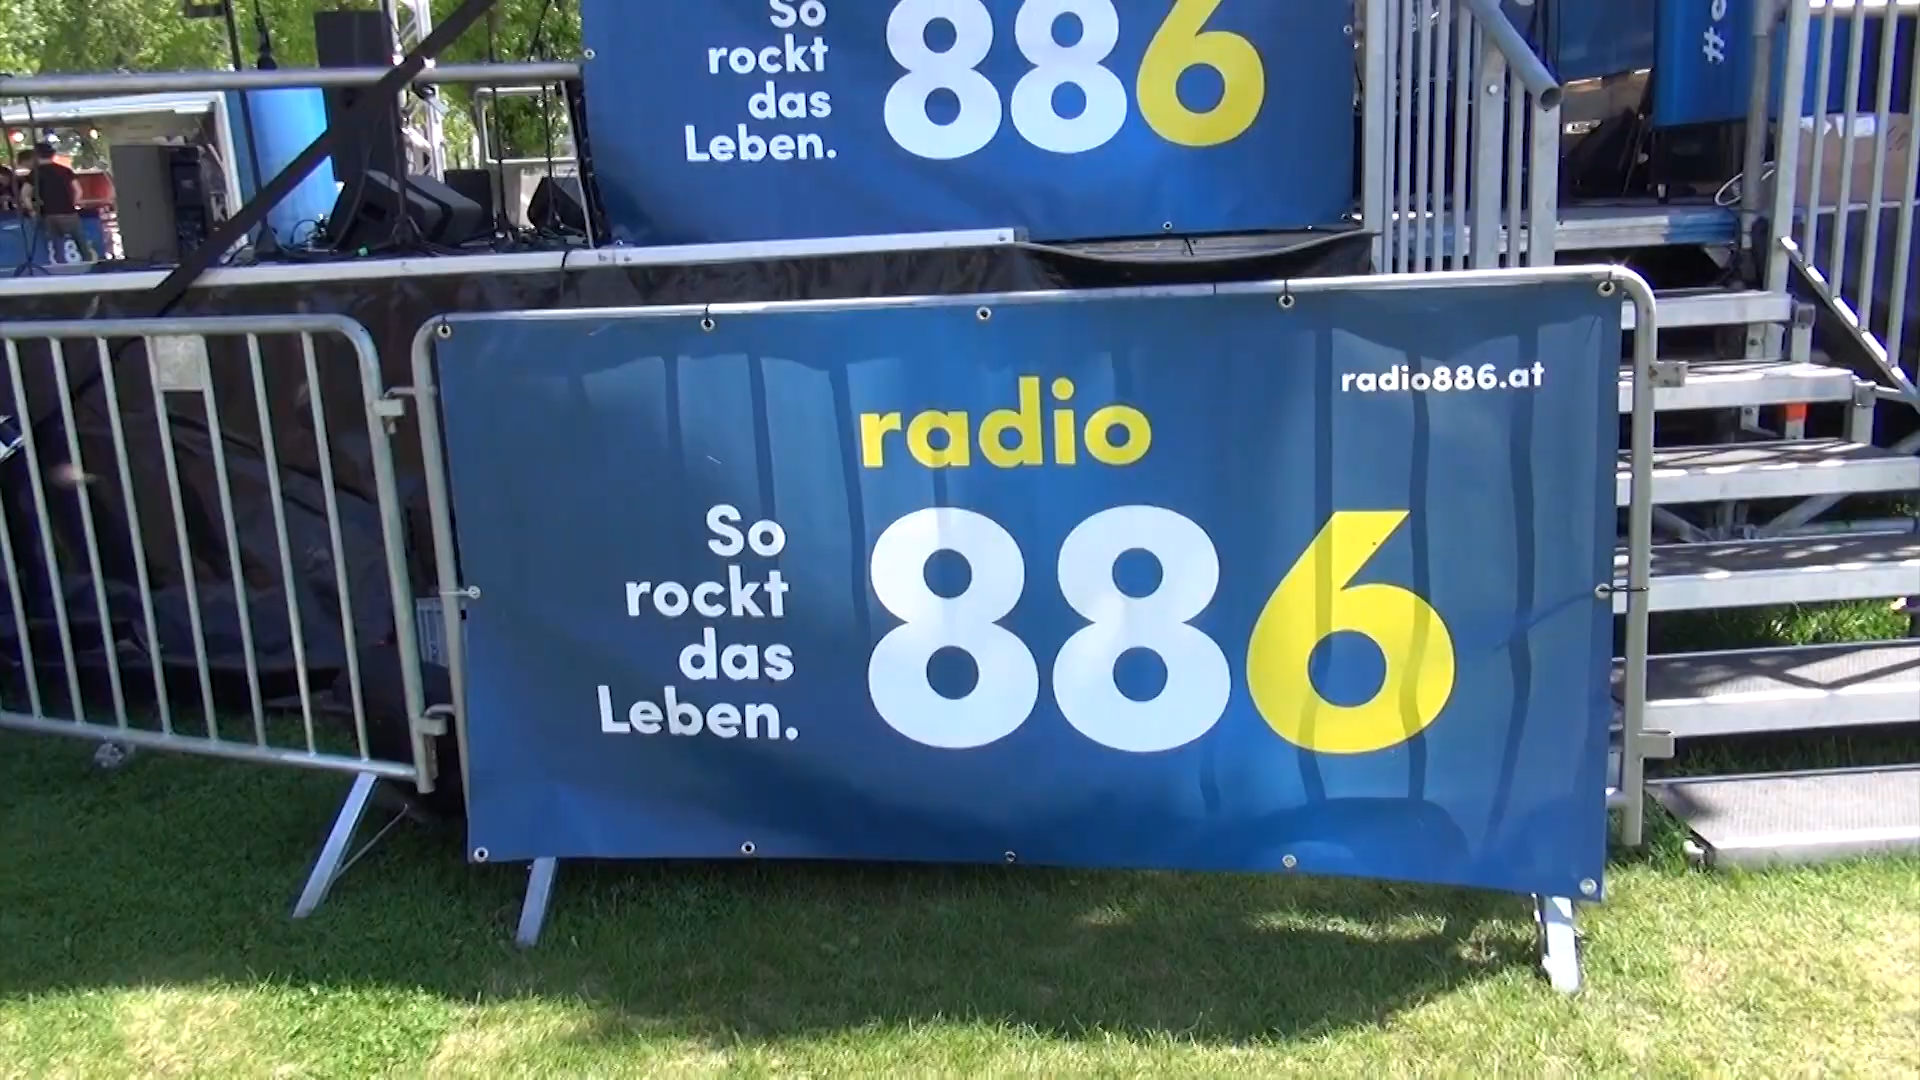 So
rockt
das
Leben.
886
#e
radio886.at
radio
So
rockt
das
Leben.
886